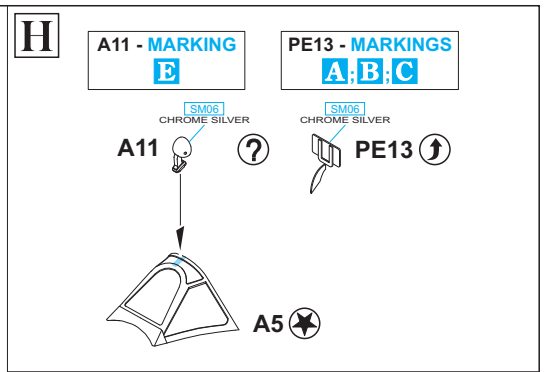 H
A11 - MARKING
E
PE13 - MARKINGS
A;B;C
SM06
CHROME SILVER
A11
?
SM06
CHROME SILVER
PE13
A5